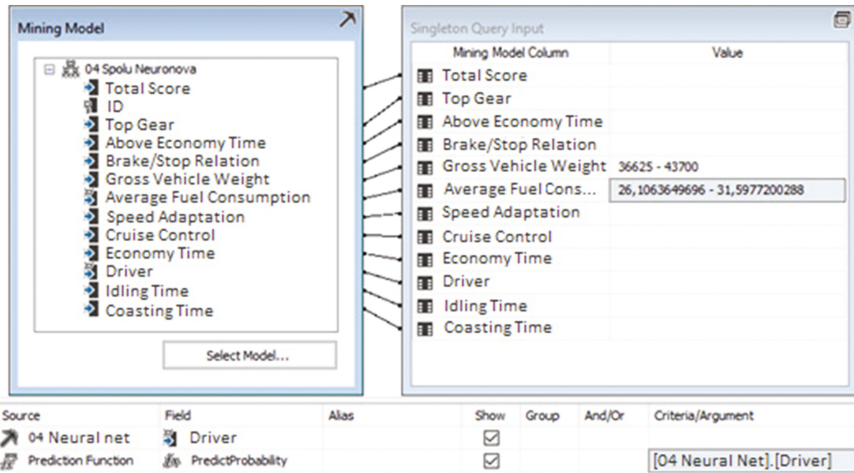 Mining Model
04 Spolu Neuronova
Total Score
ID
Top Gear
Above Economy Time
Brake/Stop Relation
Gross Vehicle Weight
Average Fuel Consumption
Speed Adaptation
Cruise Control
Economy Time
Driver
Idling Time
Coasting Time
Select Model...
Singleton Query Input
Mining Model Column Value
Total Score
Top Gear
Above Economy Time
Brake/Stop Relation
Gross Vehicle Weight 36625 - 43700
Average Fuel Cons... 26,1063649696 - 31,5977200288
Speed Adaptation
Cruise Control
Economy Time
Driver
Idling Time
Coasting Time
Source Field Alias Show Group And/Or Criteria/Argument
04 Neural net Driver
Prediction Function PredictProbability [04 Neural Net].[Driver]